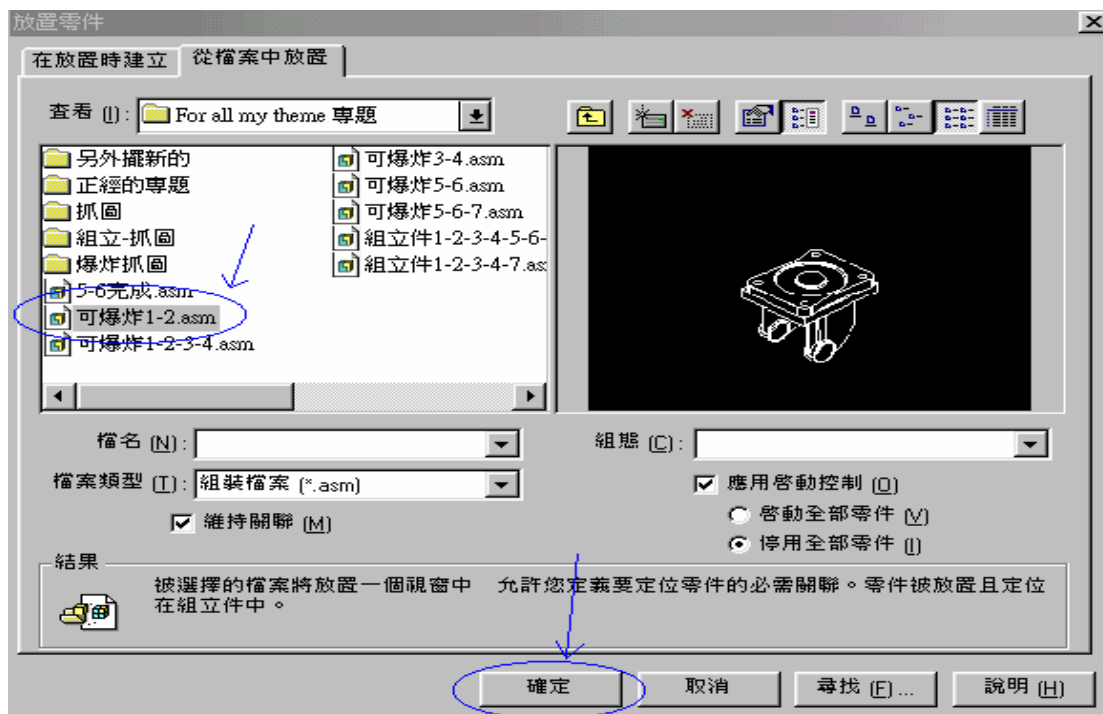 放置零件
在放置時建立 從檔案中放置
查看 (I): For all my theme 專題
另外擺新的
正經的專題
抓圖
組立-抓圖
爆炸抓圖
5-6完成.asm
可爆炸1-2.asm
可爆炸1-2-3-4.asm
可爆炸3-4.asm
可爆炸5-6.asm
可爆炸5-6-7.asm
組立件1-2-3-4-5-6-
組立件1-2-3-4-7.as
檔名 (N):
組態 (C):
檔案類型 (T): 組裝檔案 (*.asm)
維持關聯 (M)
應用啓動控制 (O)
啓動全部零件 (V)
停用全部零件 (I)
結果
被選擇的檔案將放置一個視窗中 允許您定義要定位零件的必需關聯。零件被放置且定位
在組立件中。
確定 取消 尋找 (F) ... 說明 (H)